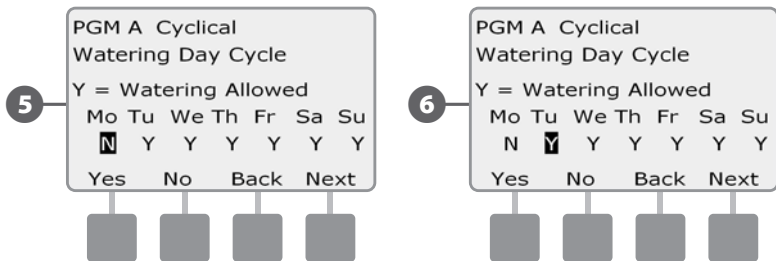 5
PGM A Cyclical
Watering Day Cycle
Y = Watering Allowed
Mo Tu We Th Fr Sa Su
N Y Y Y Y Y Y
Yes No Back Next
6
PGM A Cyclical
Watering Day Cycle
Y = Watering Allowed
Mo Tu We Th Fr Sa Su
N Y Y Y Y Y Y
Yes No Back Next